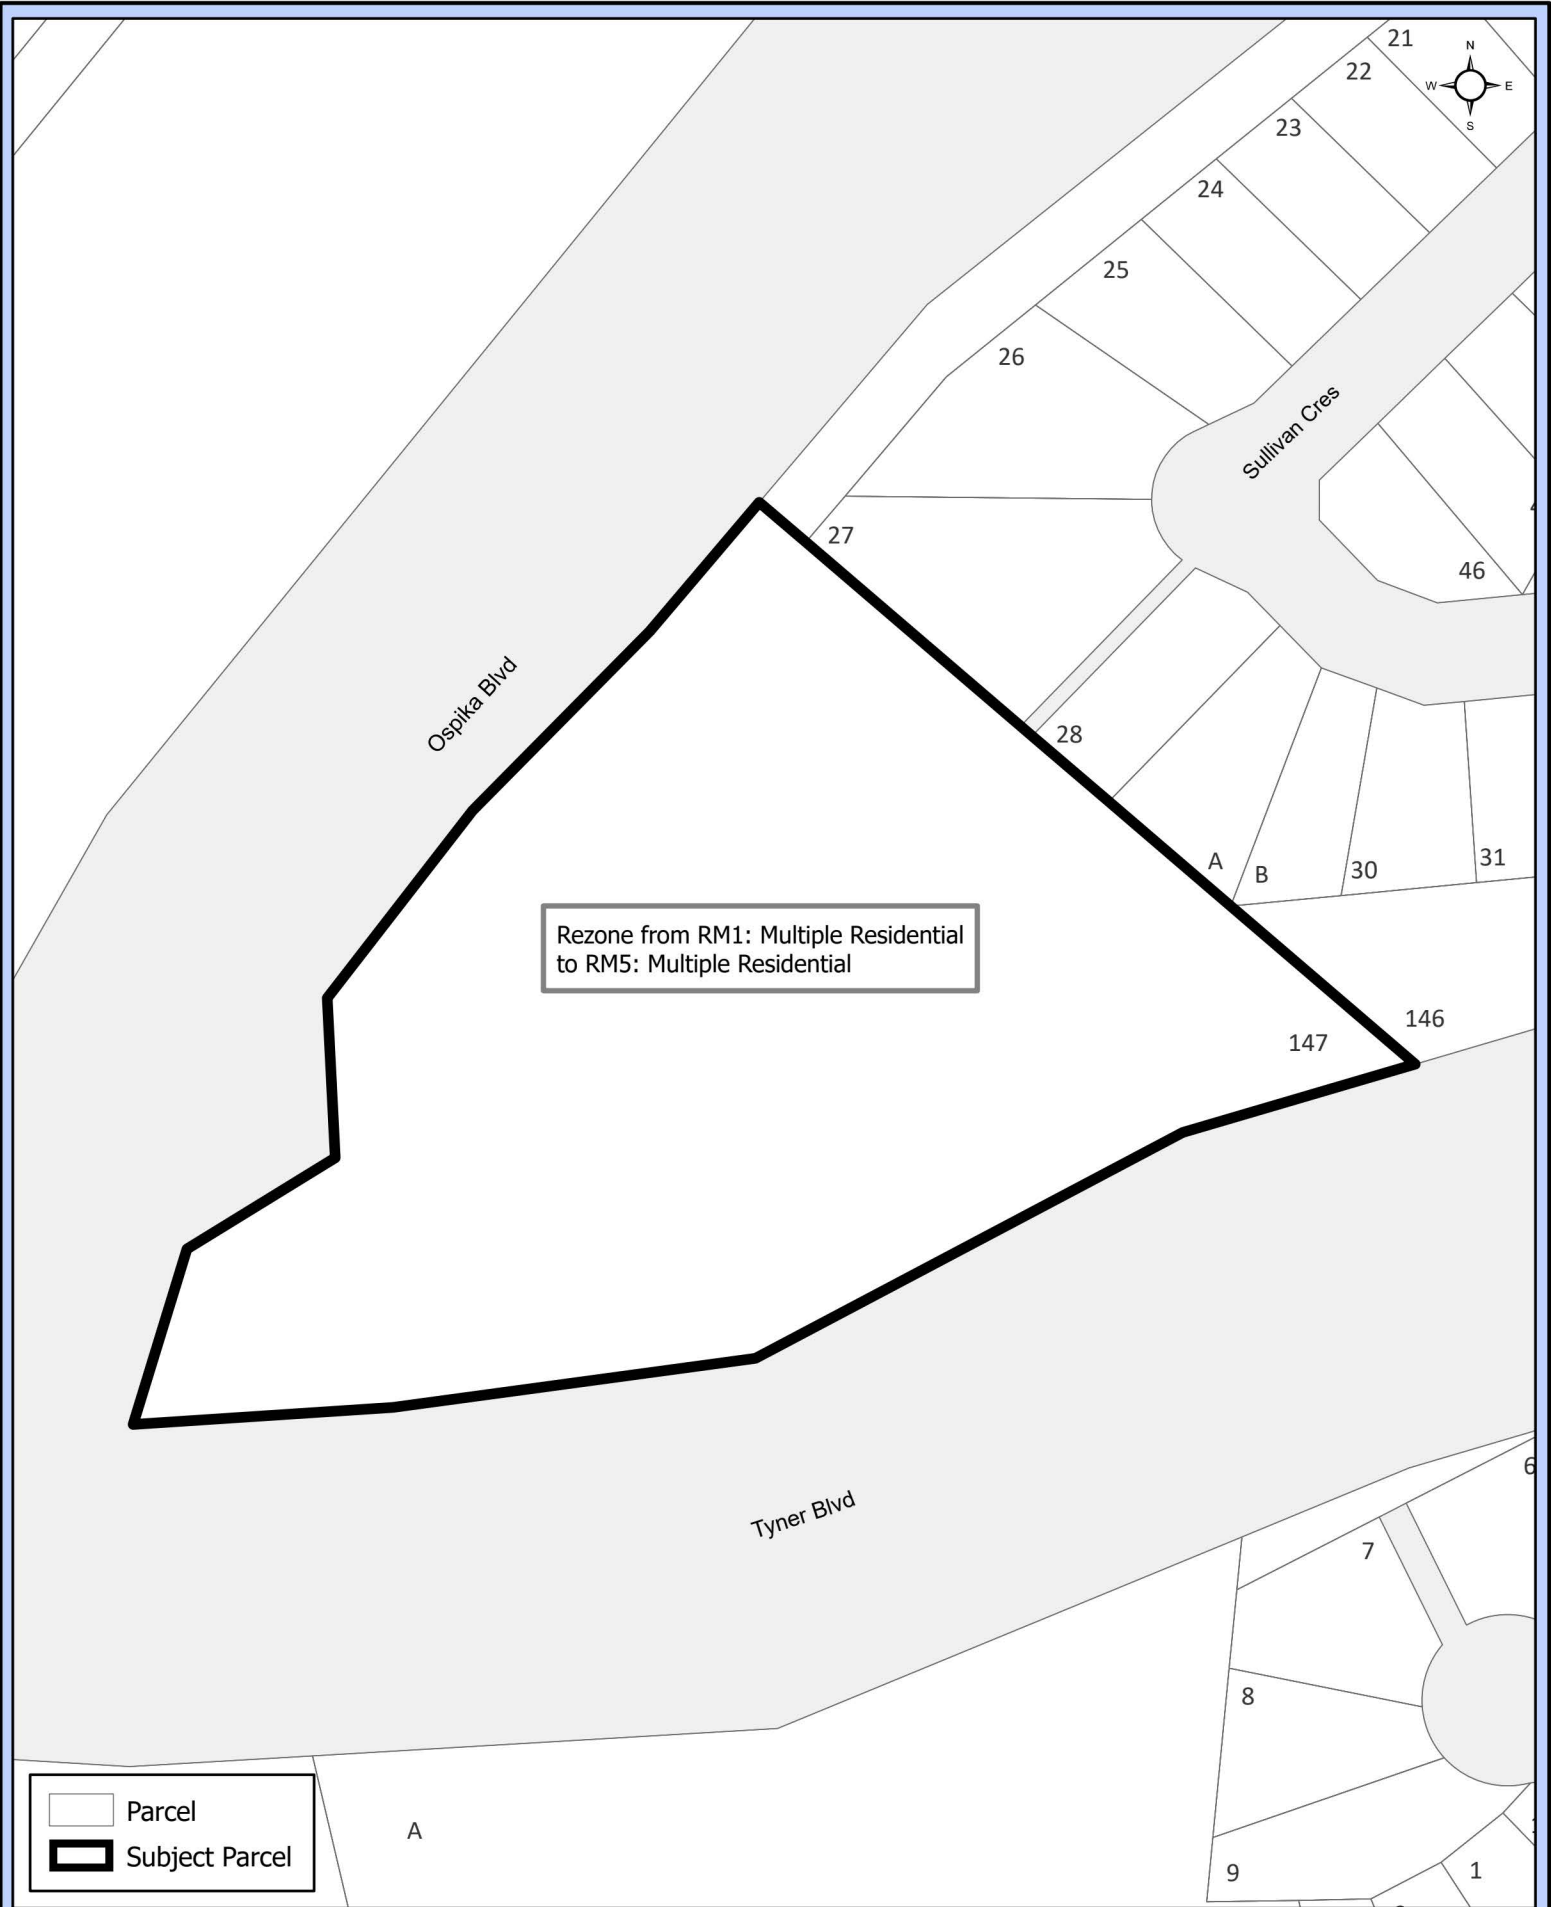 21
N
22
W E
S
23
24
25
26
Sullivan Cres
27
46
Ospika Blvd
28
A
B
30
31
Rezone from RM1: Multiple Residential
to RM5: Multiple Residential
146
147
6
Tyner Blvd
7
8
Parcel
A
Subject Parcel
9
1